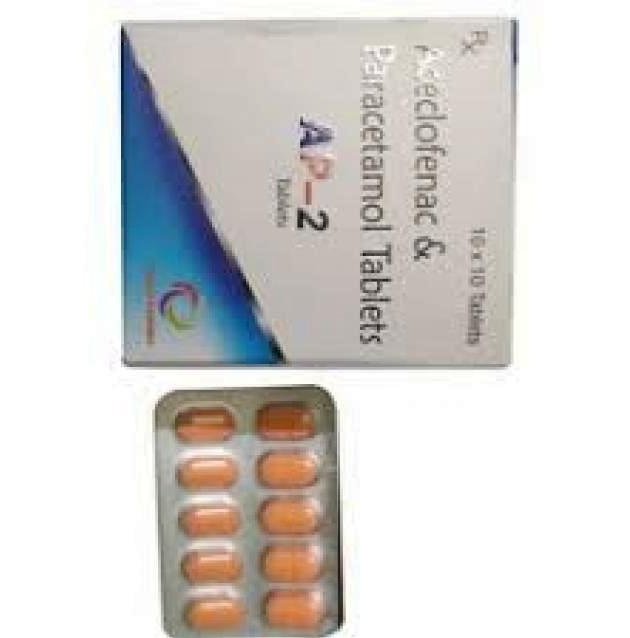 Rx
10 x 10 Tablets
Aceclofenac &
Paracetamol Tablets
AP-2
Tablets